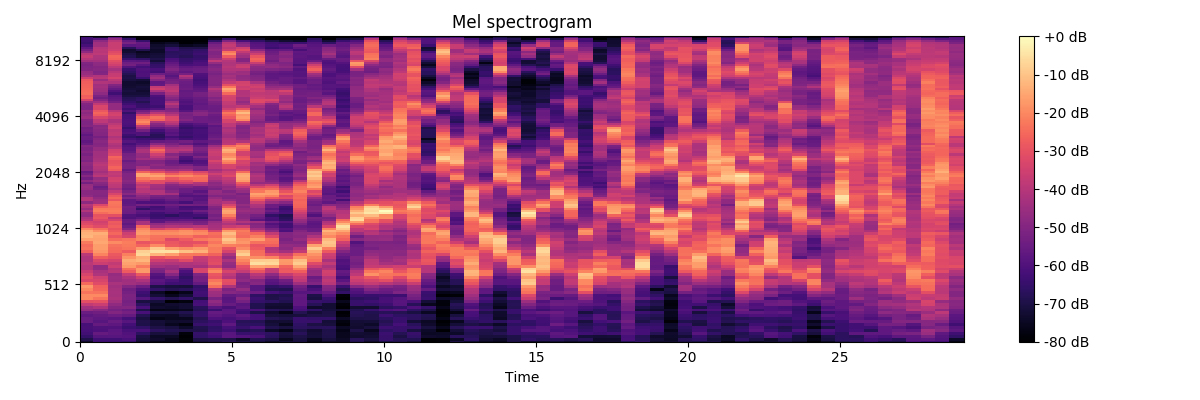 Mel spectrogram
8192
4096
2048
1024
512
0
Hz
0 5 10 15 20 25
Time
+0 dB
-10 dB
-20 dB
-30 dB
-40 dB
-50 dB
-60 dB
-70 dB
-80 dB